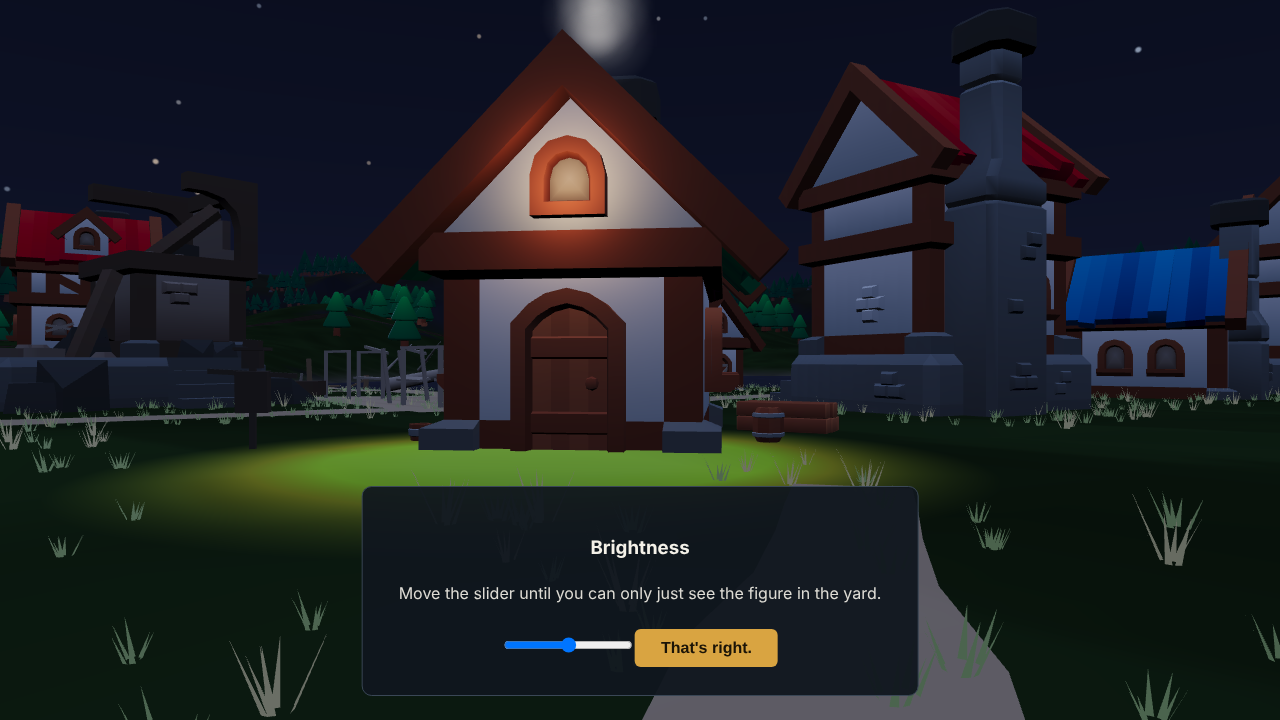 Brightness
Move the slider until you can only just see the figure in the yard.
That's right.